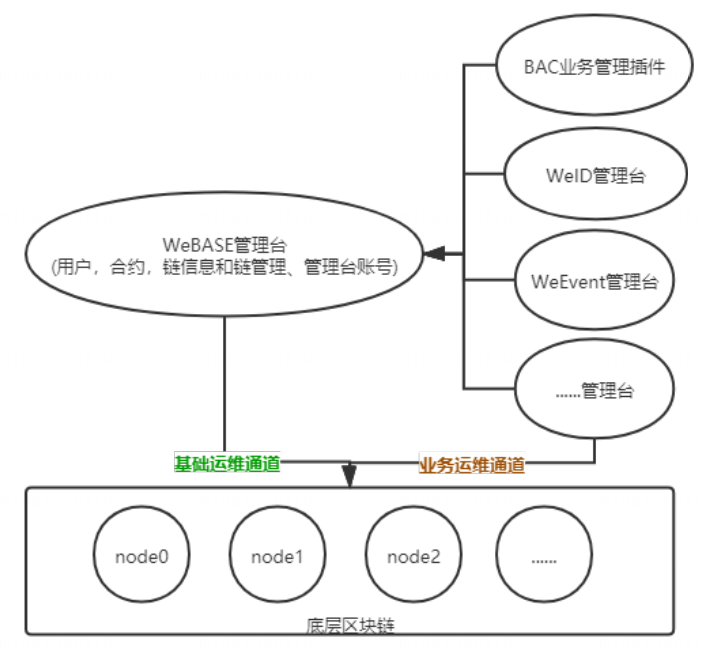 BAC业务管理插件
WeID管理台
WeBASE管理台
(用户，合约，链信息和链管理、管理台账号)
WeEvent管理台
......管理台
基础运维通道
业务运维通道
node0
node1
node2
......
底层区块链